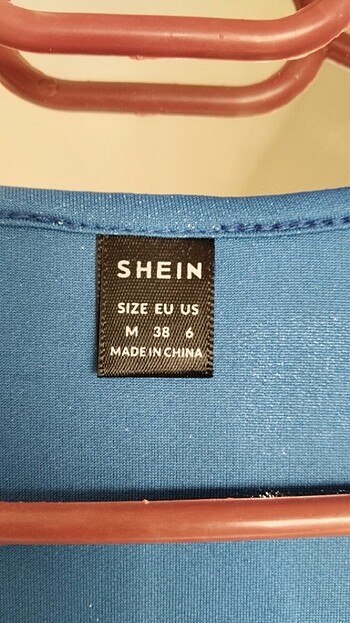 SHEIN
SIZE EU US
M 38 6
MADE IN CHINA